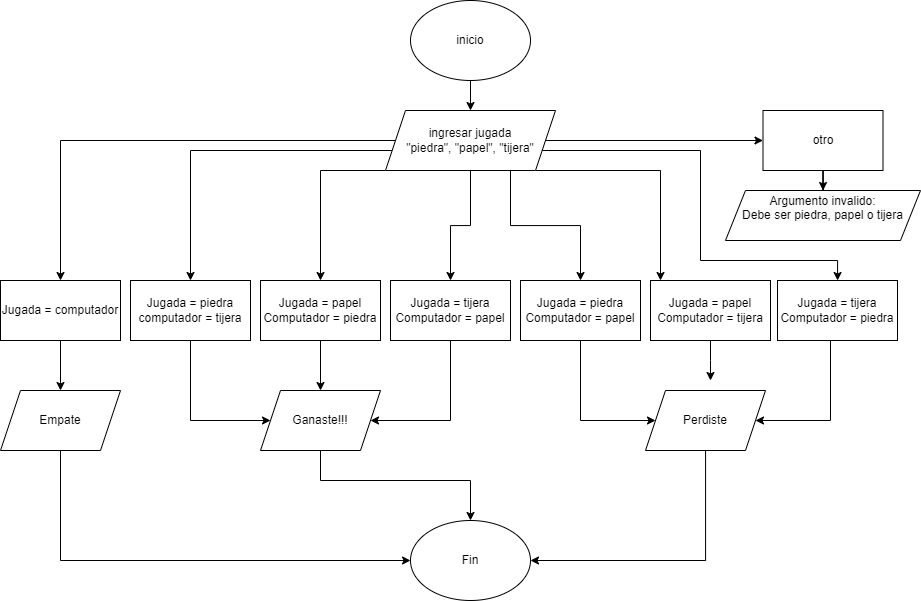 inicio
ingresar jugada
"piedra", "papel", "tijera"
otro
Argumento invalido:
Debe ser piedra, papel o tijera
Jugada = computador
Jugada = piedra
computador = tijera
Jugada = papel
Computador = piedra
Jugada = tijera
Computador = papel
Jugada = piedra
Computador = papel
Jugada = papel
Computador = tijera
Jugada = tijera
Computador = piedra
Empate
Ganaste!!!
Perdiste
Fin